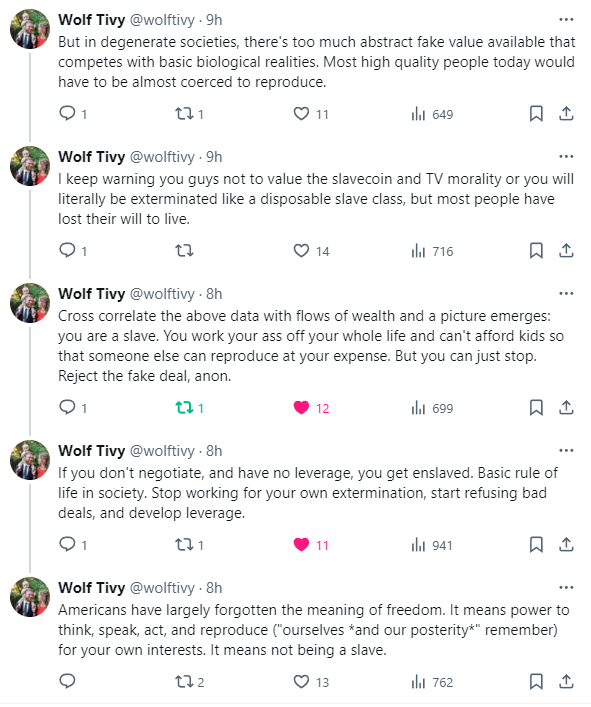 Wolf Tivy @wolftivy · 9h
But in degenerate societies, there's too much abstract fake value available that
competes with basic biological realities. Most high quality people today would
have to be almost coerced to reproduce.
1 1 11 649
Wolf Tivy @wolftivy · 9h
I keep warning you guys not to value the slavecoin and TV morality or you will
literally be exterminated like a disposable slave class, but most people have
lost their will to live.
1 14 716
Wolf Tivy @wolftivy · 8h
Cross correlate the above data with flows of wealth and a picture emerges:
you are a slave. You work your ass off your whole life and can't afford kids so
that someone else can reproduce at your expense. But you can just stop.
Reject the fake deal, anon.
1 1 12 699
Wolf Tivy @wolftivy · 8h
If you don't negotiate, and have no leverage, you get enslaved. Basic rule of
life in society. Stop working for your own extermination, start refusing bad
deals, and develop leverage.
1 1 11 941
Wolf Tivy @wolftivy · 8h
Americans have largely forgotten the meaning of freedom. It means power to
think, speak, act, and reproduce ("ourselves *and our posterity*" remember)
for your own interests. It means not being a slave.
2 13 762